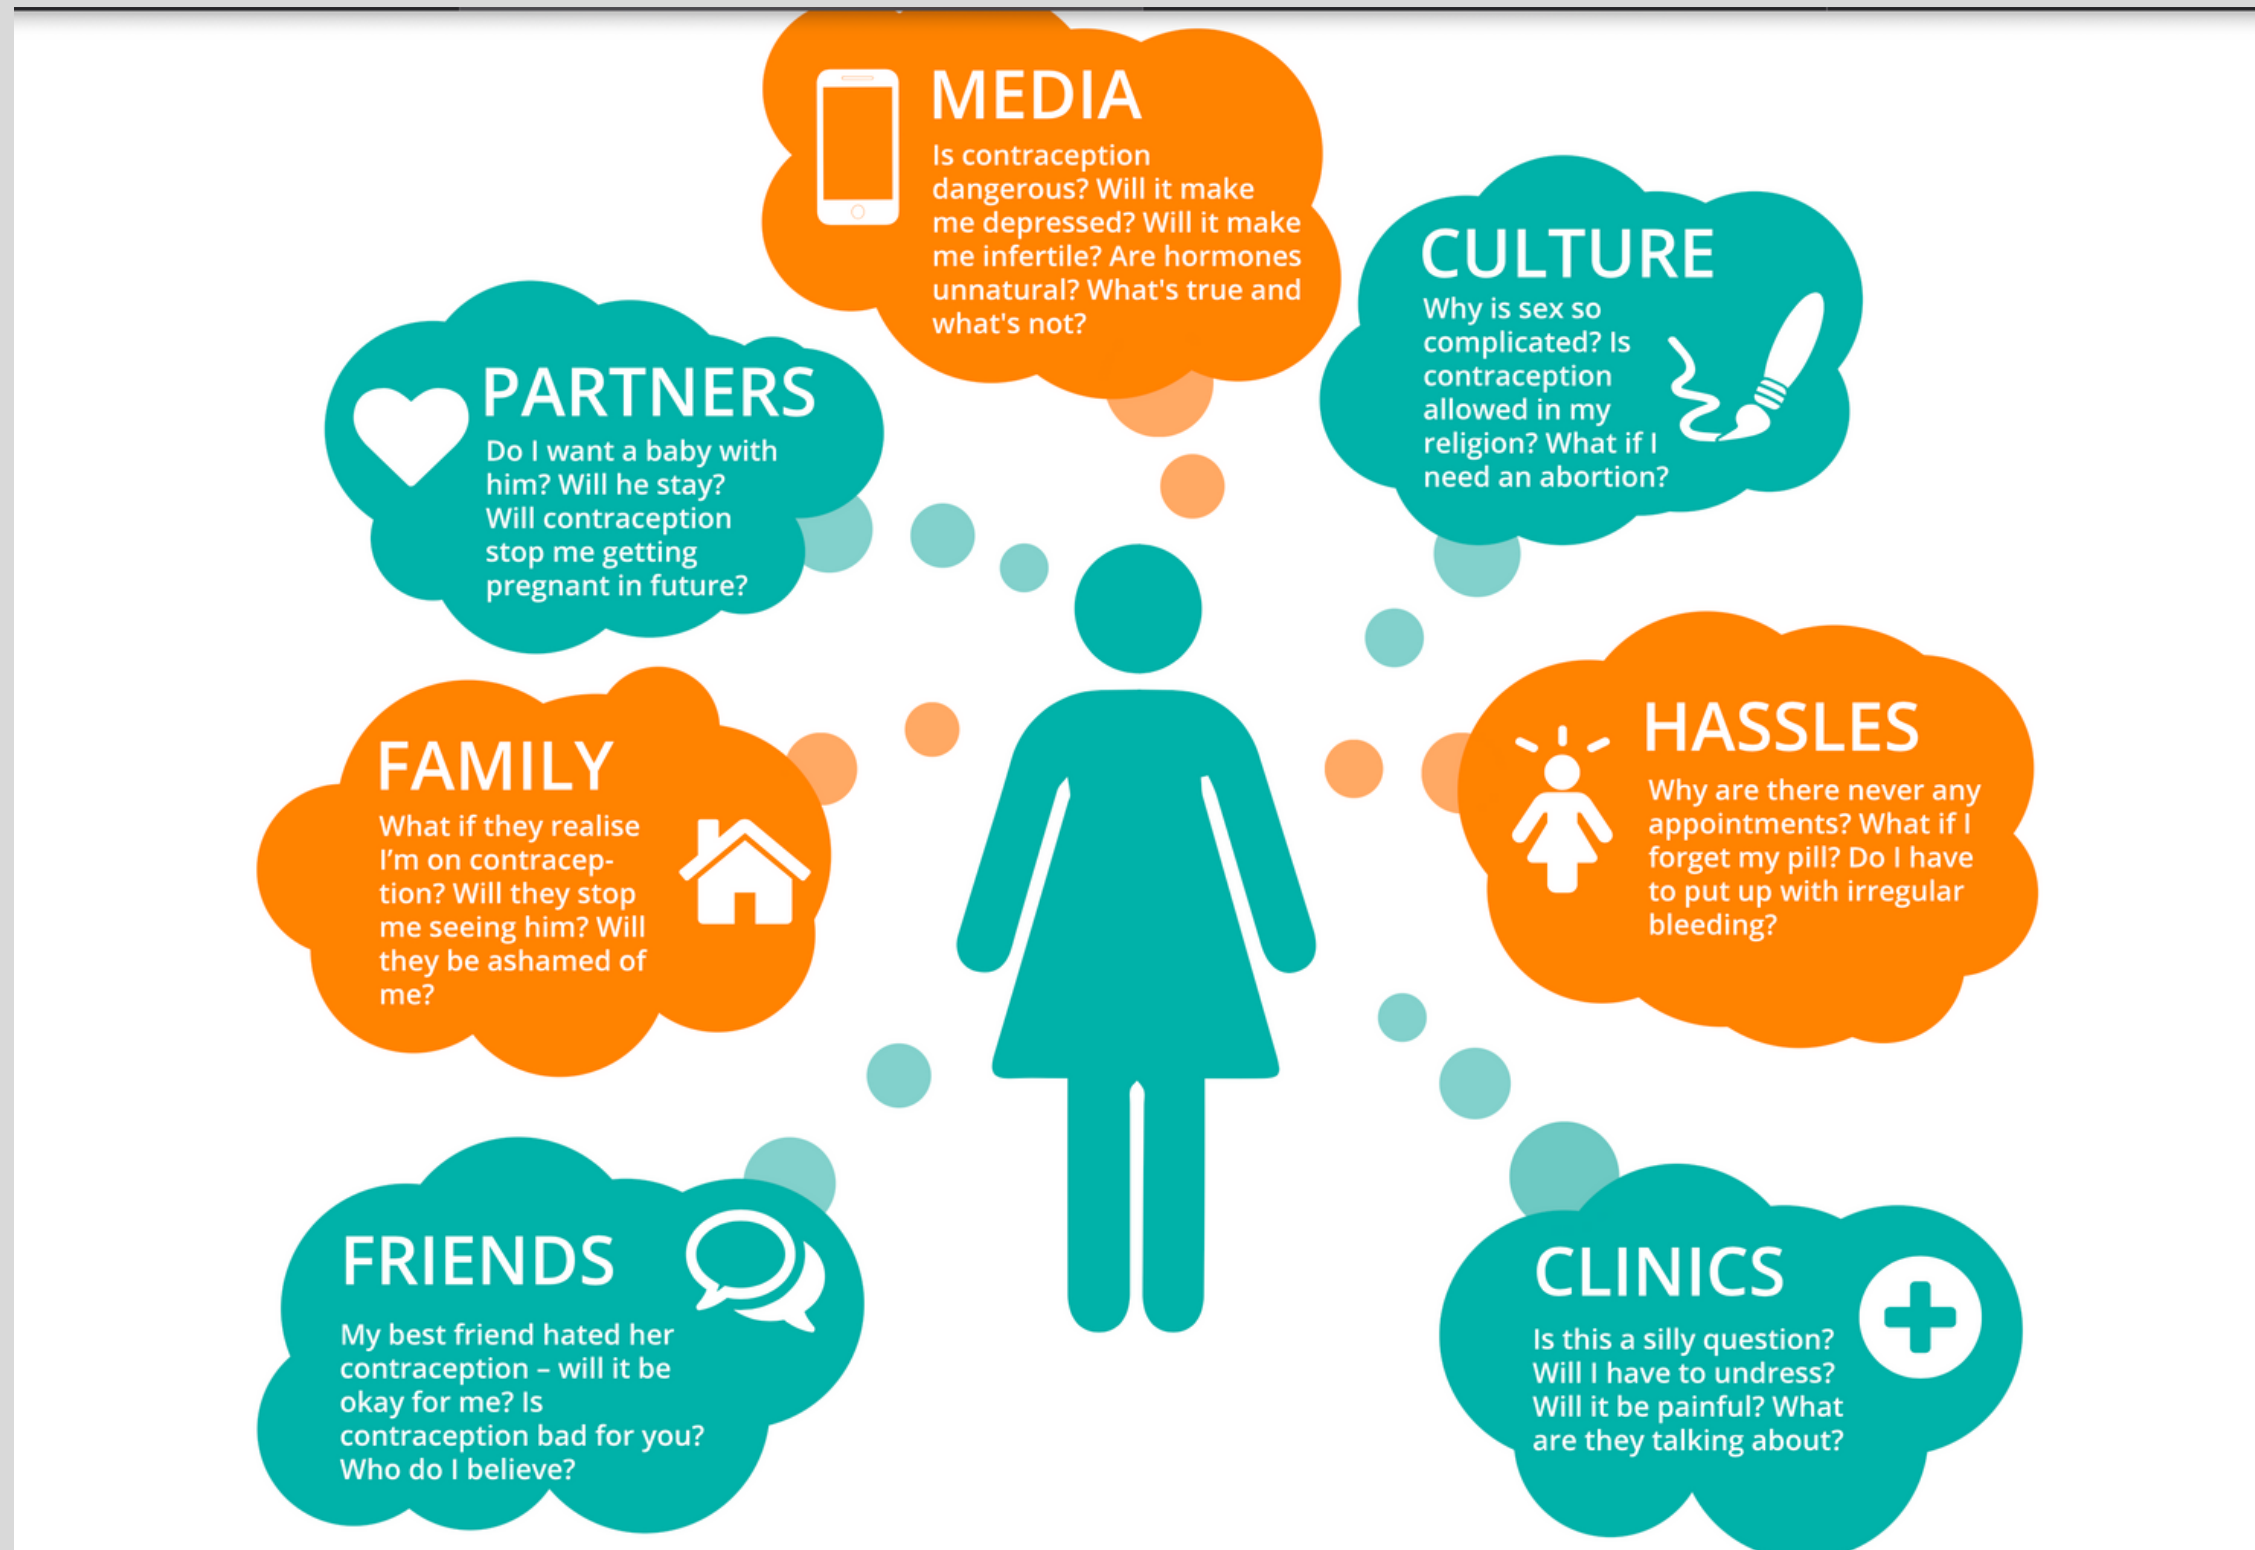 MEDIA
Is contraception
dangerous? Will it make
me depressed? Will it make
me infertile? Are hormones
unnatural? What's true and
what's not?
CULTURE
Why is sex so
complicated? Is
contraception
allowed in my
religion? What if I
need an abortion?
PARTNERS
Do I want a baby with
him? Will he stay?
Will contraception
stop me getting
pregnant in future?
HASSLES
Why are there never any
appointments? What if I
forget my pill? Do I have
to put up with irregular
bleeding?
FAMILY
What if they realise
I’m on contracep-
tion? Will they stop
me seeing him? Will
they be ashamed of
me?
FRIENDS
My best friend hated her
contraception – will it be
okay for me? Is
contraception bad for you?
Who do I believe?
CLINICS
Is this a silly question?
Will I have to undress?
Will it be painful? What
are they talking about?